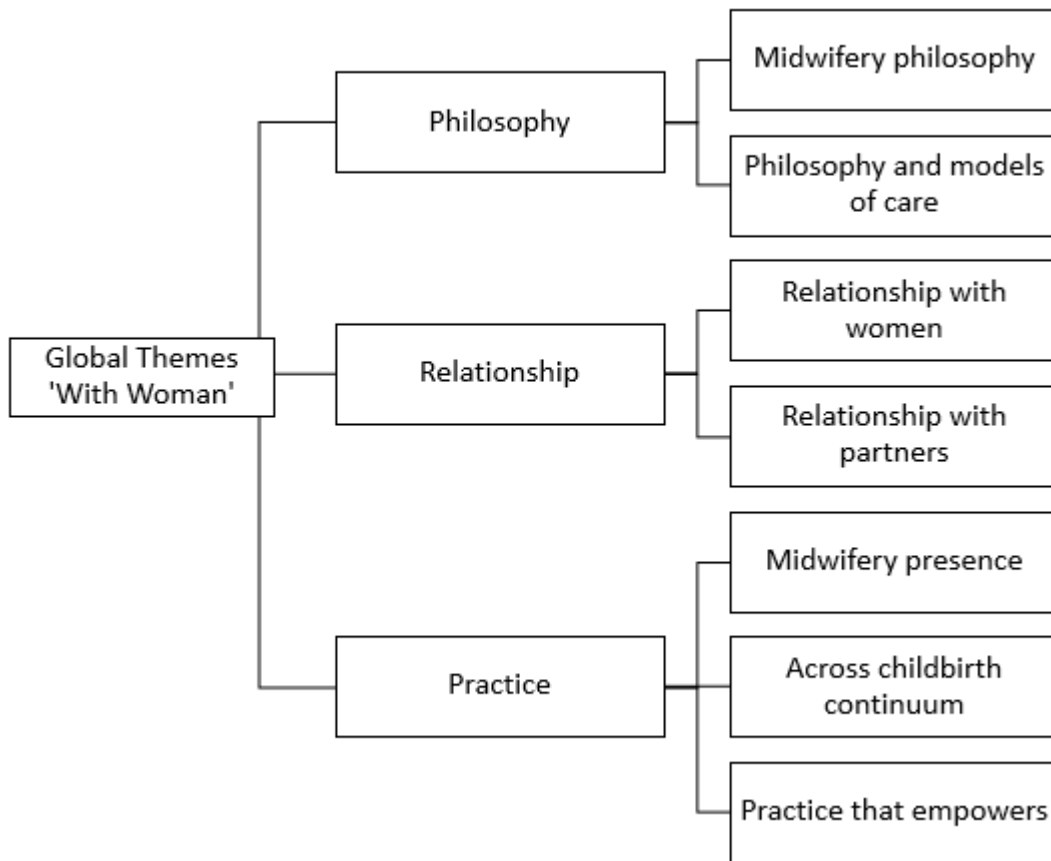 Global Themes
'With Woman'
Philosophy
Midwifery philosophy
Philosophy and models
of care
Relationship
Relationship with
women
Relationship with
partners
Practice
Midwifery presence
Across childbirth
continuum
Practice that empowers